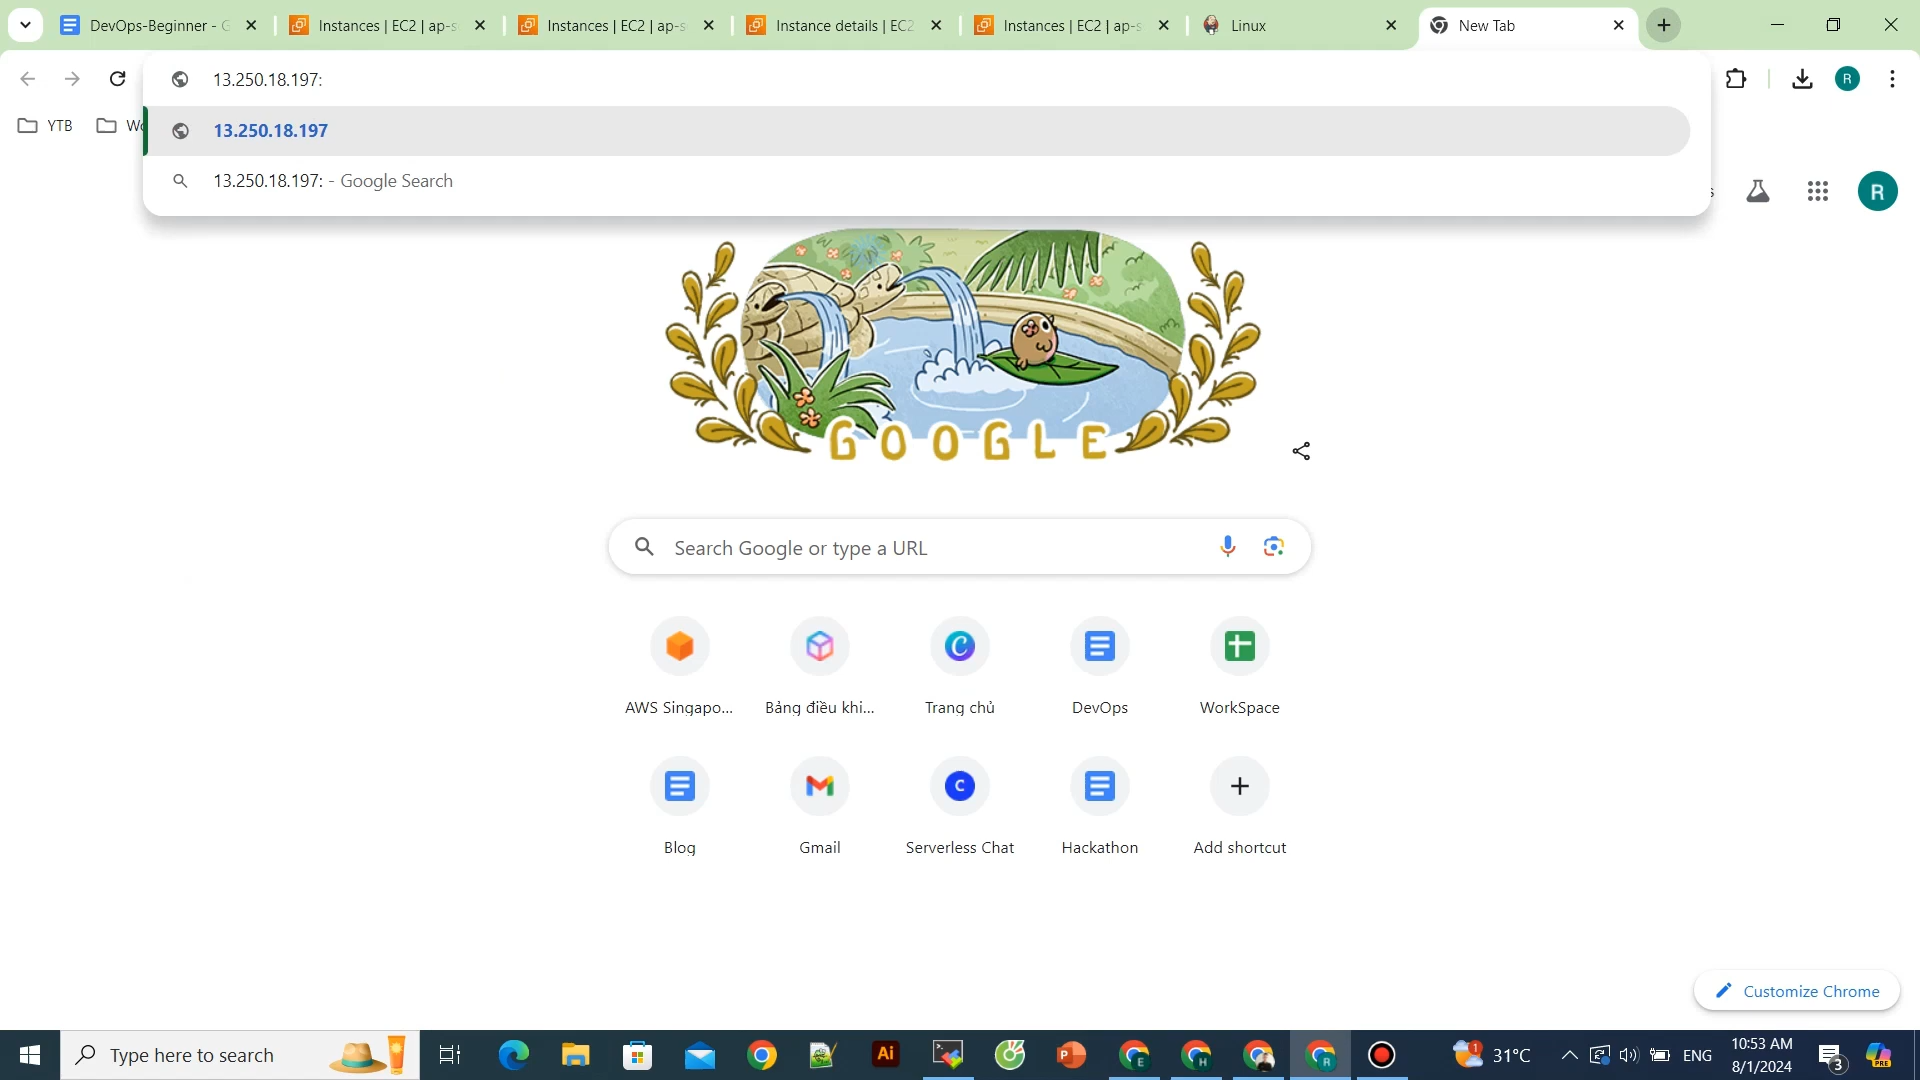 DevOps-Beginner - G
Instances | EC2 | ap-s
Instances | EC2 | ap-s
Instance details | EC2
Instances | EC2 | ap-s
Linux
New Tab
13.250.18.197:
R
YTB
13.250.18.197
13.250.18.197: - Google Search
R
GOOGLE
Search Google or type a URL
AWS Singapo...
Bảng điều khi...
Trang chủ
DevOps
WorkSpace
Blog
Gmail
Serverless Chat
Hackathon
Add shortcut
Customize Chrome
Type here to search
31°C
ENG
10:53 AM
8/1/2024
3